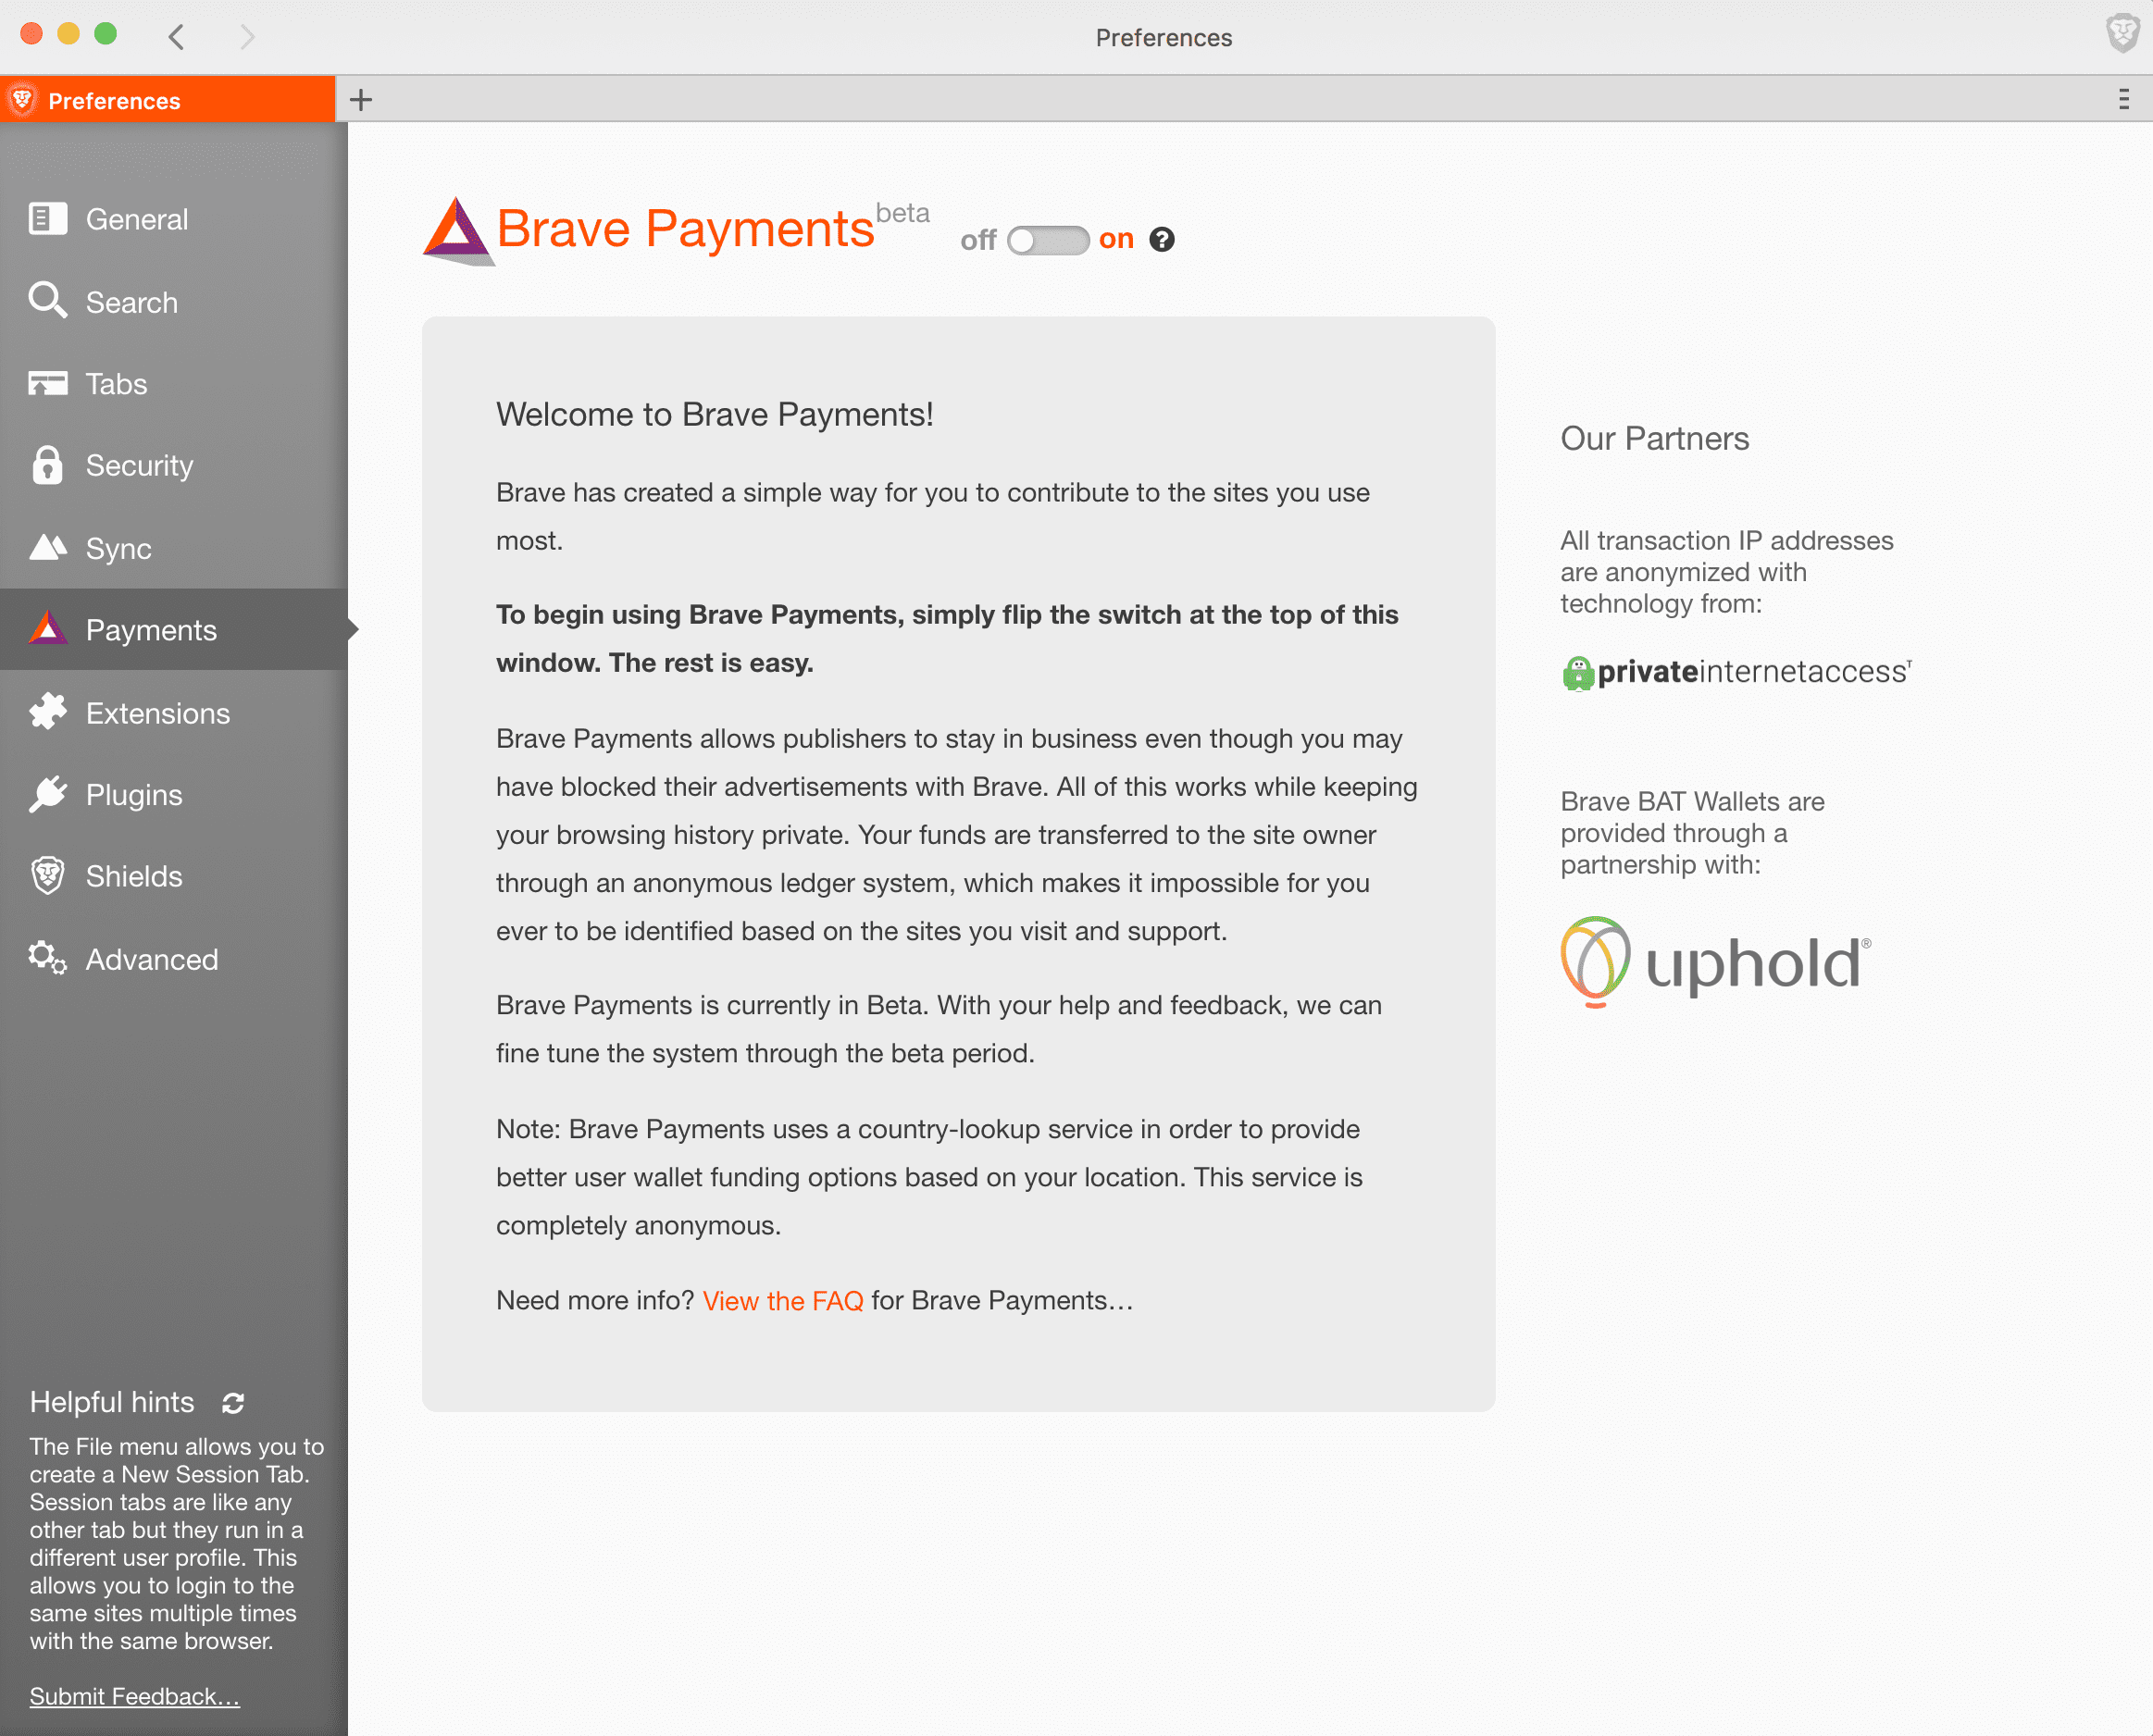 Preferences
Preferences
General
Search
Tabs
Security
Sync
Payments
Extensions
Plugins
Shields
Advanced
Helpful hints
The File menu allows you to
create a New Session Tab.
Session tabs are like any
other tab but they run in a
different user profile. This
allows you to login to the
same sites multiple times
with the same browser.
Submit Feedback…
Brave Payments beta
off on ?
Welcome to Brave Payments!
Brave has created a simple way for you to contribute to the sites you use
most.
To begin using Brave Payments, simply flip the switch at the top of this
window. The rest is easy.
Brave Payments allows publishers to stay in business even though you may
have blocked their advertisements with Brave. All of this works while keeping
your browsing history private. Your funds are transferred to the site owner
through an anonymous ledger system, which makes it impossible for you
ever to be identified based on the sites you visit and support.
Brave Payments is currently in Beta. With your help and feedback, we can
fine tune the system through the beta period.
Note: Brave Payments uses a country-lookup service in order to provide
better user wallet funding options based on your location. This service is
completely anonymous.
Need more info? View the FAQ for Brave Payments…
Our Partners
All transaction IP addresses
are anonymized with
technology from:
privateinternetaccess
Brave BAT Wallets are
provided through a
partnership with:
uphold®